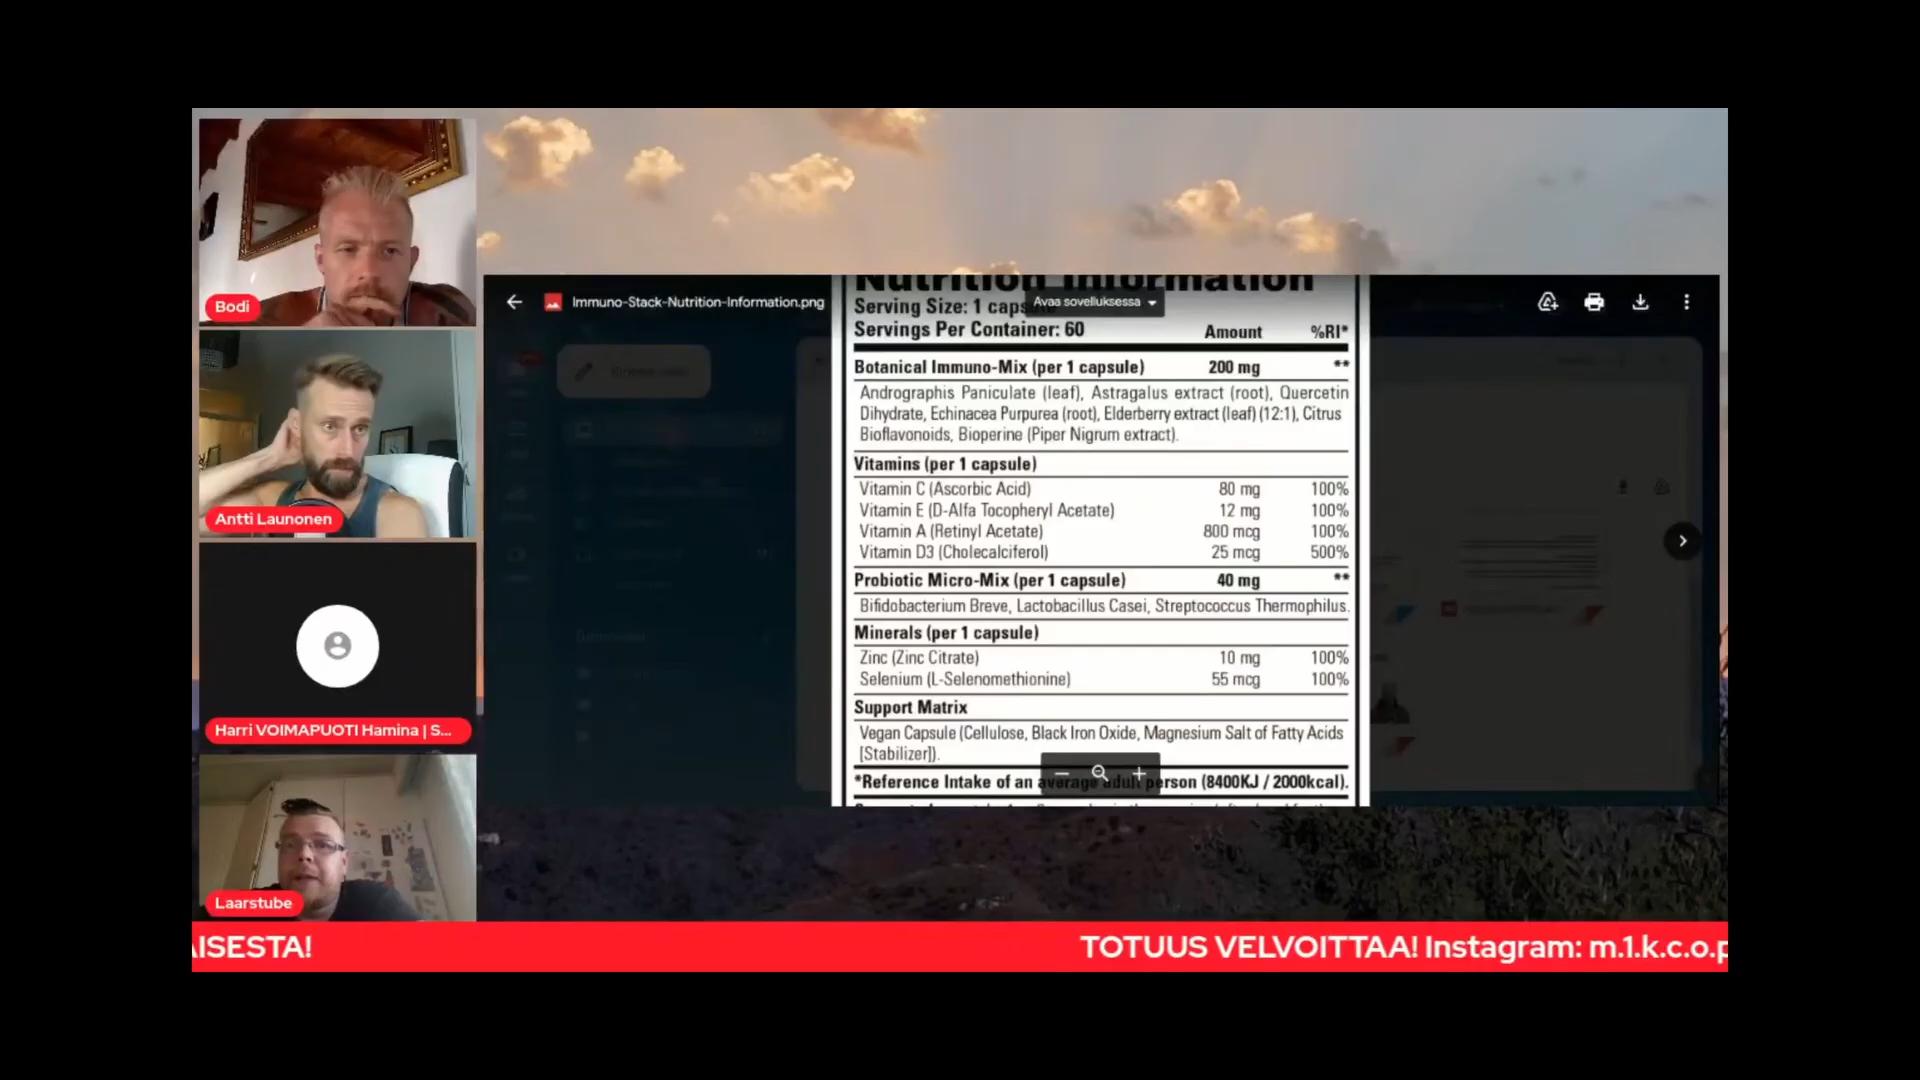 Bodi
Antti Launonen
Harri VOIMAPUOTI Hamina | S...
Laarstube
Immuno-Stack-Nutrition-Information.png
Avaa sovelluksessa
Nutrition Information
Serving Size: 1 caps
Servings Per Container: 60 Amount %RI*
Botanical Immuno-Mix (per 1 capsule) 200 mg **
Andrographis Paniculate (leaf), Astragalus extract (root), Quercetin
Dihydrate, Echinacea Purpurea (root), Elderberry extract (leaf) (12:1), Citrus
Bioflavonoids, Bioperine (Piper Nigrum extract).
Vitamins (per 1 capsule)
Vitamin C (Ascorbic Acid) 80 mg 100%
Vitamin E (D-Alfa Tocopheryl Acetate) 12 mg 100%
Vitamin A (Retinyl Acetate) 800 mcg 100%
Vitamin D3 (Cholecalciferol) 25 mcg 500%
Probiotic Micro-Mix (per 1 capsule) 40 mg **
Bifidobacterium Breve, Lactobacillus Casei, Streptococcus Thermophilus.
Minerals (per 1 capsule)
Zinc (Zinc Citrate) 10 mg 100%
Selenium (L-Selenomethionine) 55 mcg 100%
Support Matrix
Vegan Capsule (Cellulose, Black Iron Oxide, Magnesium Salt of Fatty Acids
[Stabilizer]).
*Reference Intake of an average adult person (8400KJ / 2000kcal).
AISESTA! TOTUUS VELVOITTAA! Instagram: m.1.k.c.o.p